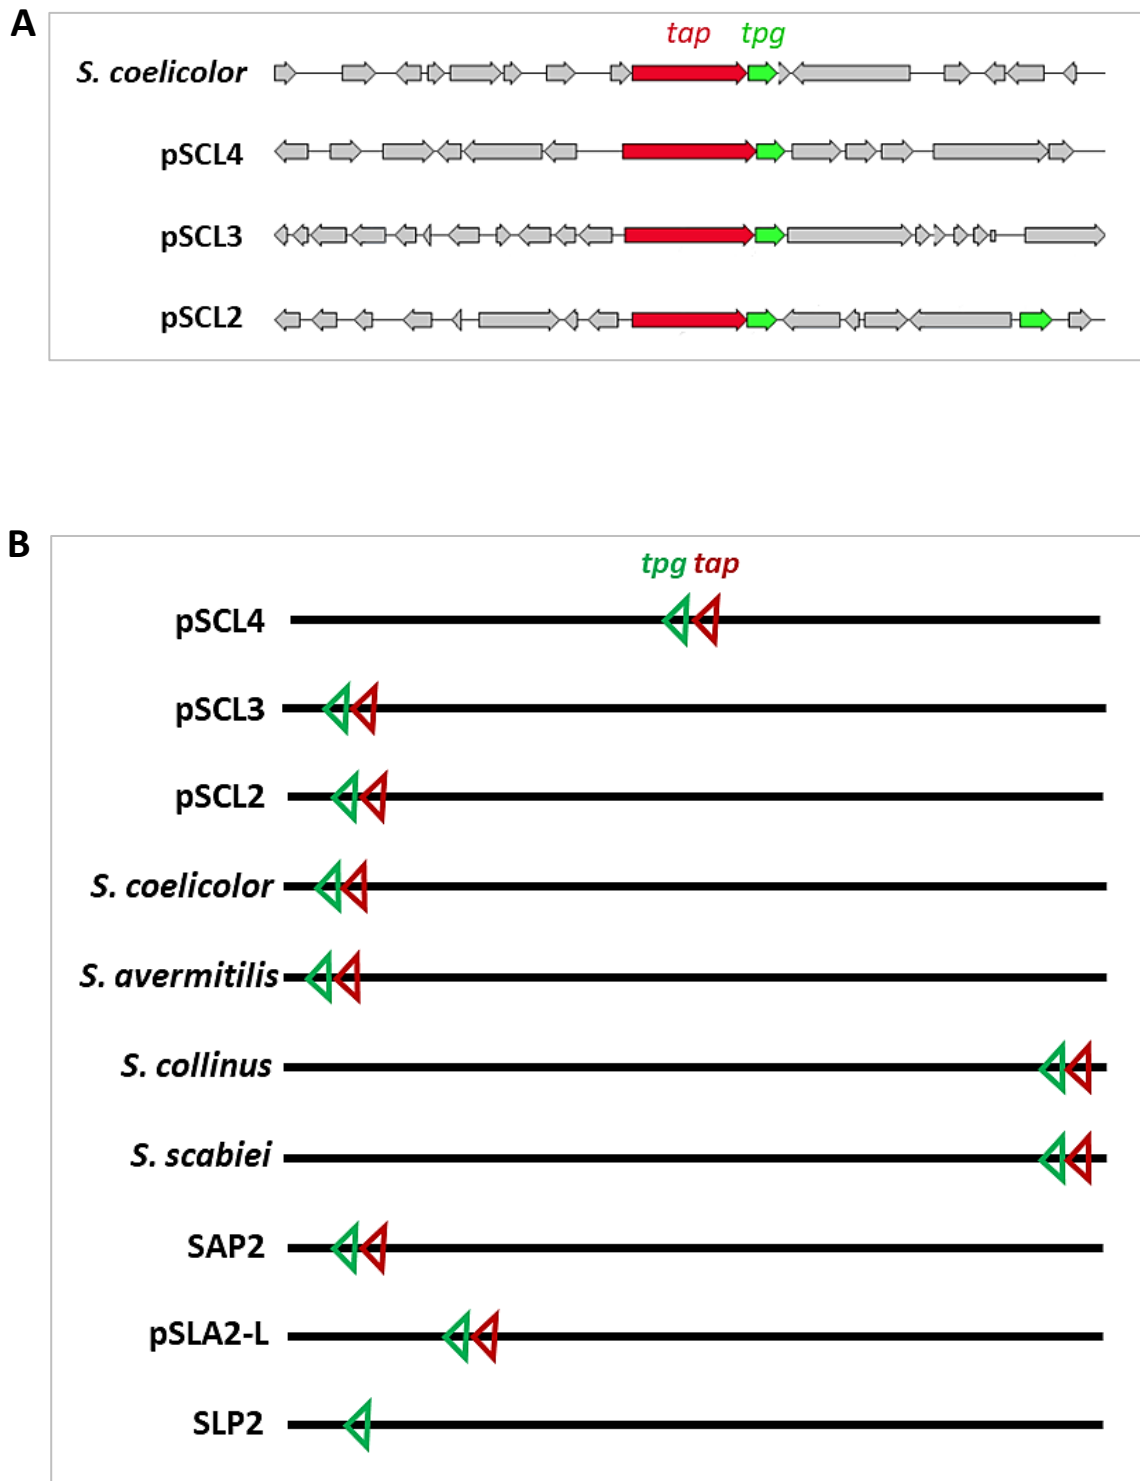 A
tap tpg
S. coelicolor
pSCL4
pSCL3
pSCL2
B
tpg tap
pSCL4
pSCL3
pSCL2
S. coelicolor
S. avermitilis
S. collinus
S. scabiei
SAP2
pSLA2-L
SLP2